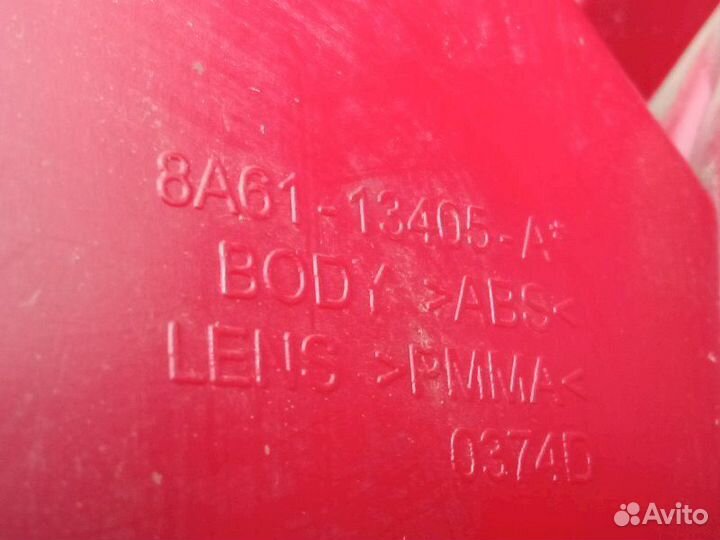 8A61-13405-A*
BODY >ABS<
LENS >PMMA<
0374D
Avito